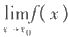 lim f(x)
x→x₀